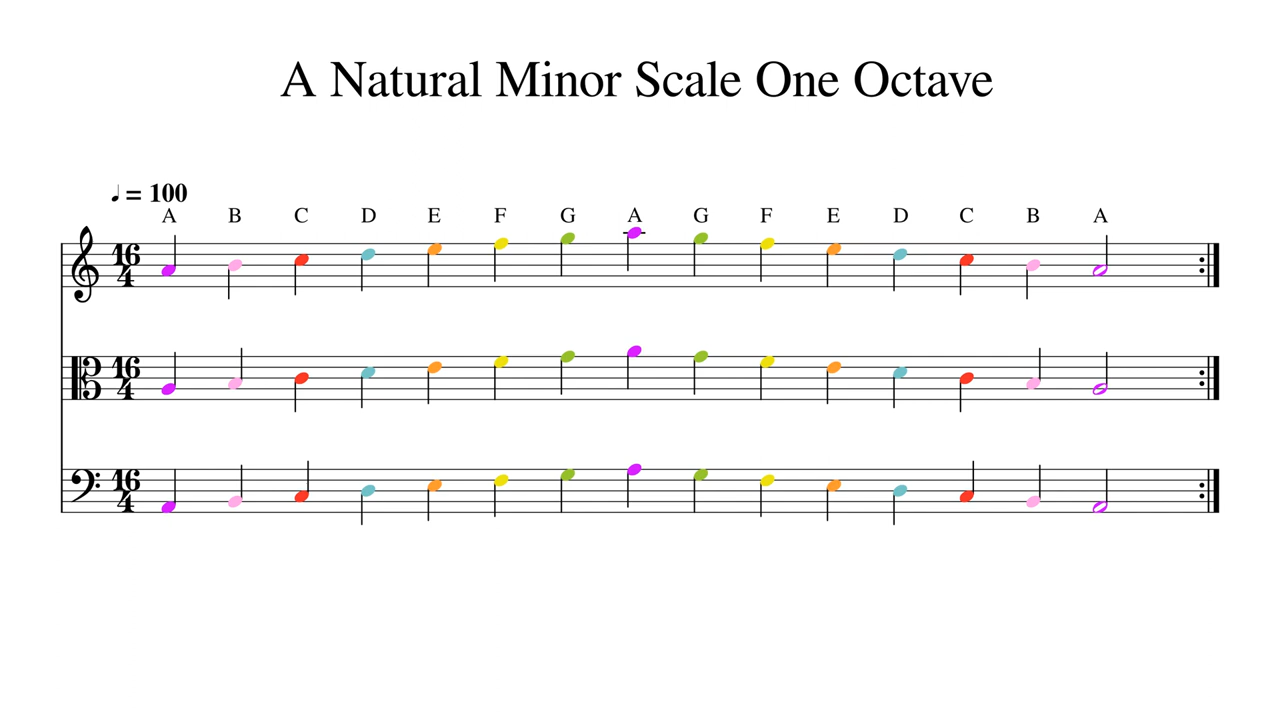 A Natural Minor Scale One Octave
♩ = 100
A B C D E F G A G F E D C B A
16
4
16
4
16
4